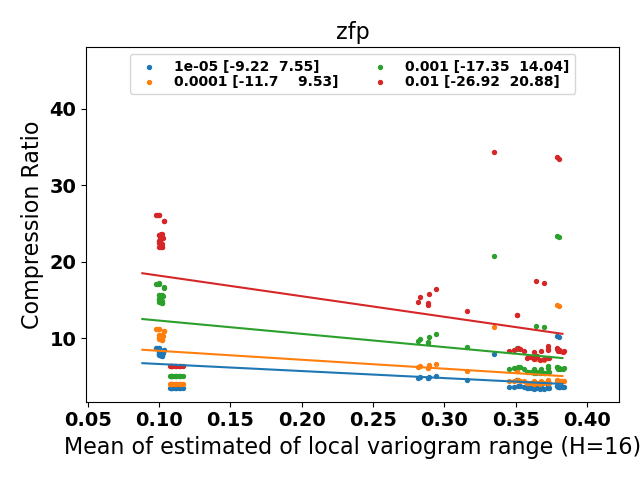 zfp
1e-05 [-9.22  7.55]
0.0001 [-11.7    9.53]
0.001 [-17.35  14.04]
0.01 [-26.92  20.88]
Compression Ratio
40
30
20
10
0.05 0.10 0.15 0.20 0.25 0.30 0.35 0.40
Mean of estimated of local variogram range (H=16)